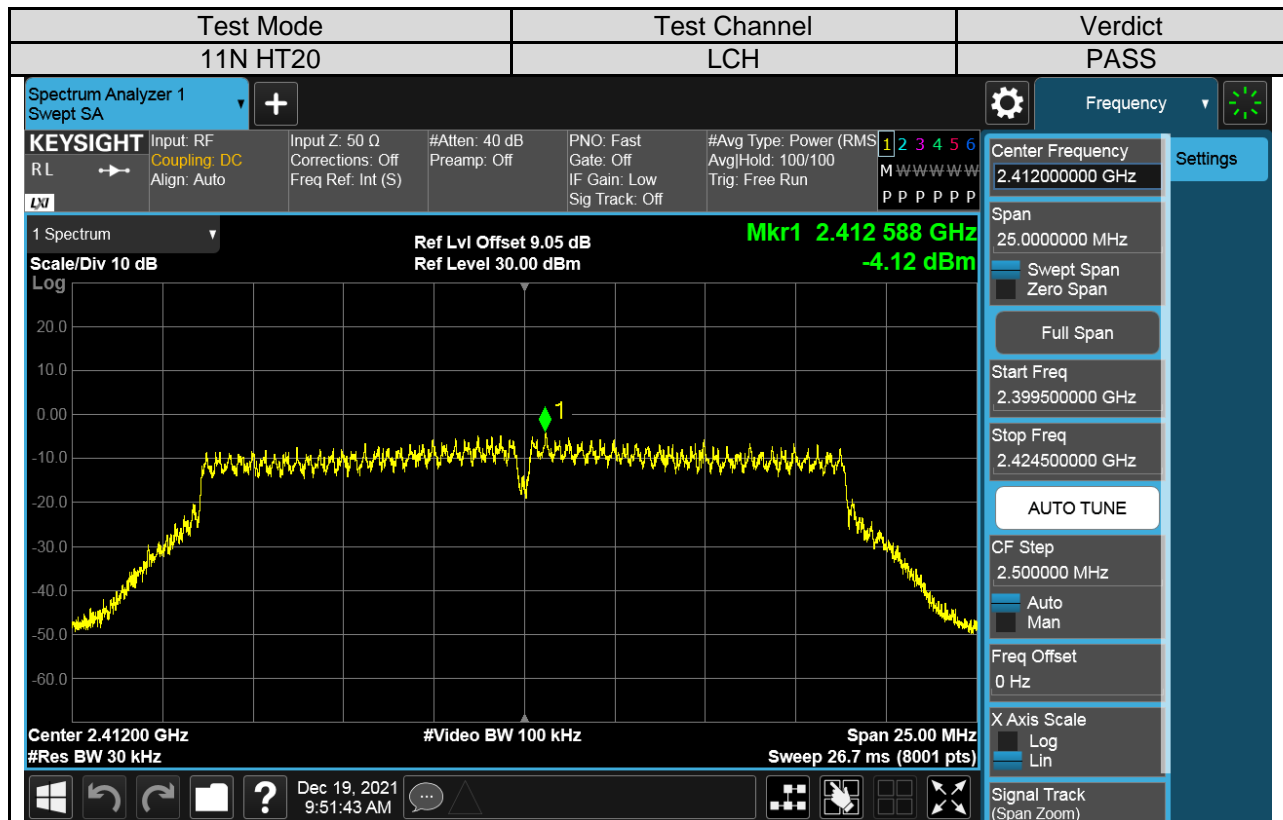 Test Mode Test Channel Verdict
11N HT20 LCH PASS
Spectrum Analyzer 1
Swept SA
+
Frequency
KEYSIGHT
RL
LXI
Input: RF
Coupling: DC
Align: Auto
Input Z: 50 Ω
Corrections: Off
Freq Ref: Int (S)
#Atten: 40 dB
Preamp: Off
PNO: Fast
Gate: Off
IF Gain: Low
Sig Track: Off
#Avg Type: Power (RMS
Avg|Hold: 100/100
Trig: Free Run
1 2 3 4 5 6
M W W W W W
P P P P P P
1 Spectrum
Scale/Div 10 dB
Log
Ref Lvl Offset 9.05 dB
Ref Level 30.00 dBm
Mkr1 2.412 588 GHz
-4.12 dBm
20.0
10.0
0.00
1
-10.0
-20.0
-30.0
-40.0
-50.0
-60.0
Center 2.41200 GHz #Video BW 100 kHz Span 25.00 MHz
#Res BW 30 kHz Sweep 26.7 ms (8001 pts)
Center Frequency
2.412000000 GHz
Settings
Span
25.0000000 MHz
Swept Span
Zero Span
Full Span
Start Freq
2.399500000 GHz
Stop Freq
2.424500000 GHz
AUTO TUNE
CF Step
2.500000 MHz
Auto
Man
Freq Offset
0 Hz
X Axis Scale
Log
Lin
Signal Track
(Span Zoom)
?
Dec 19, 2021
9:51:43 AM